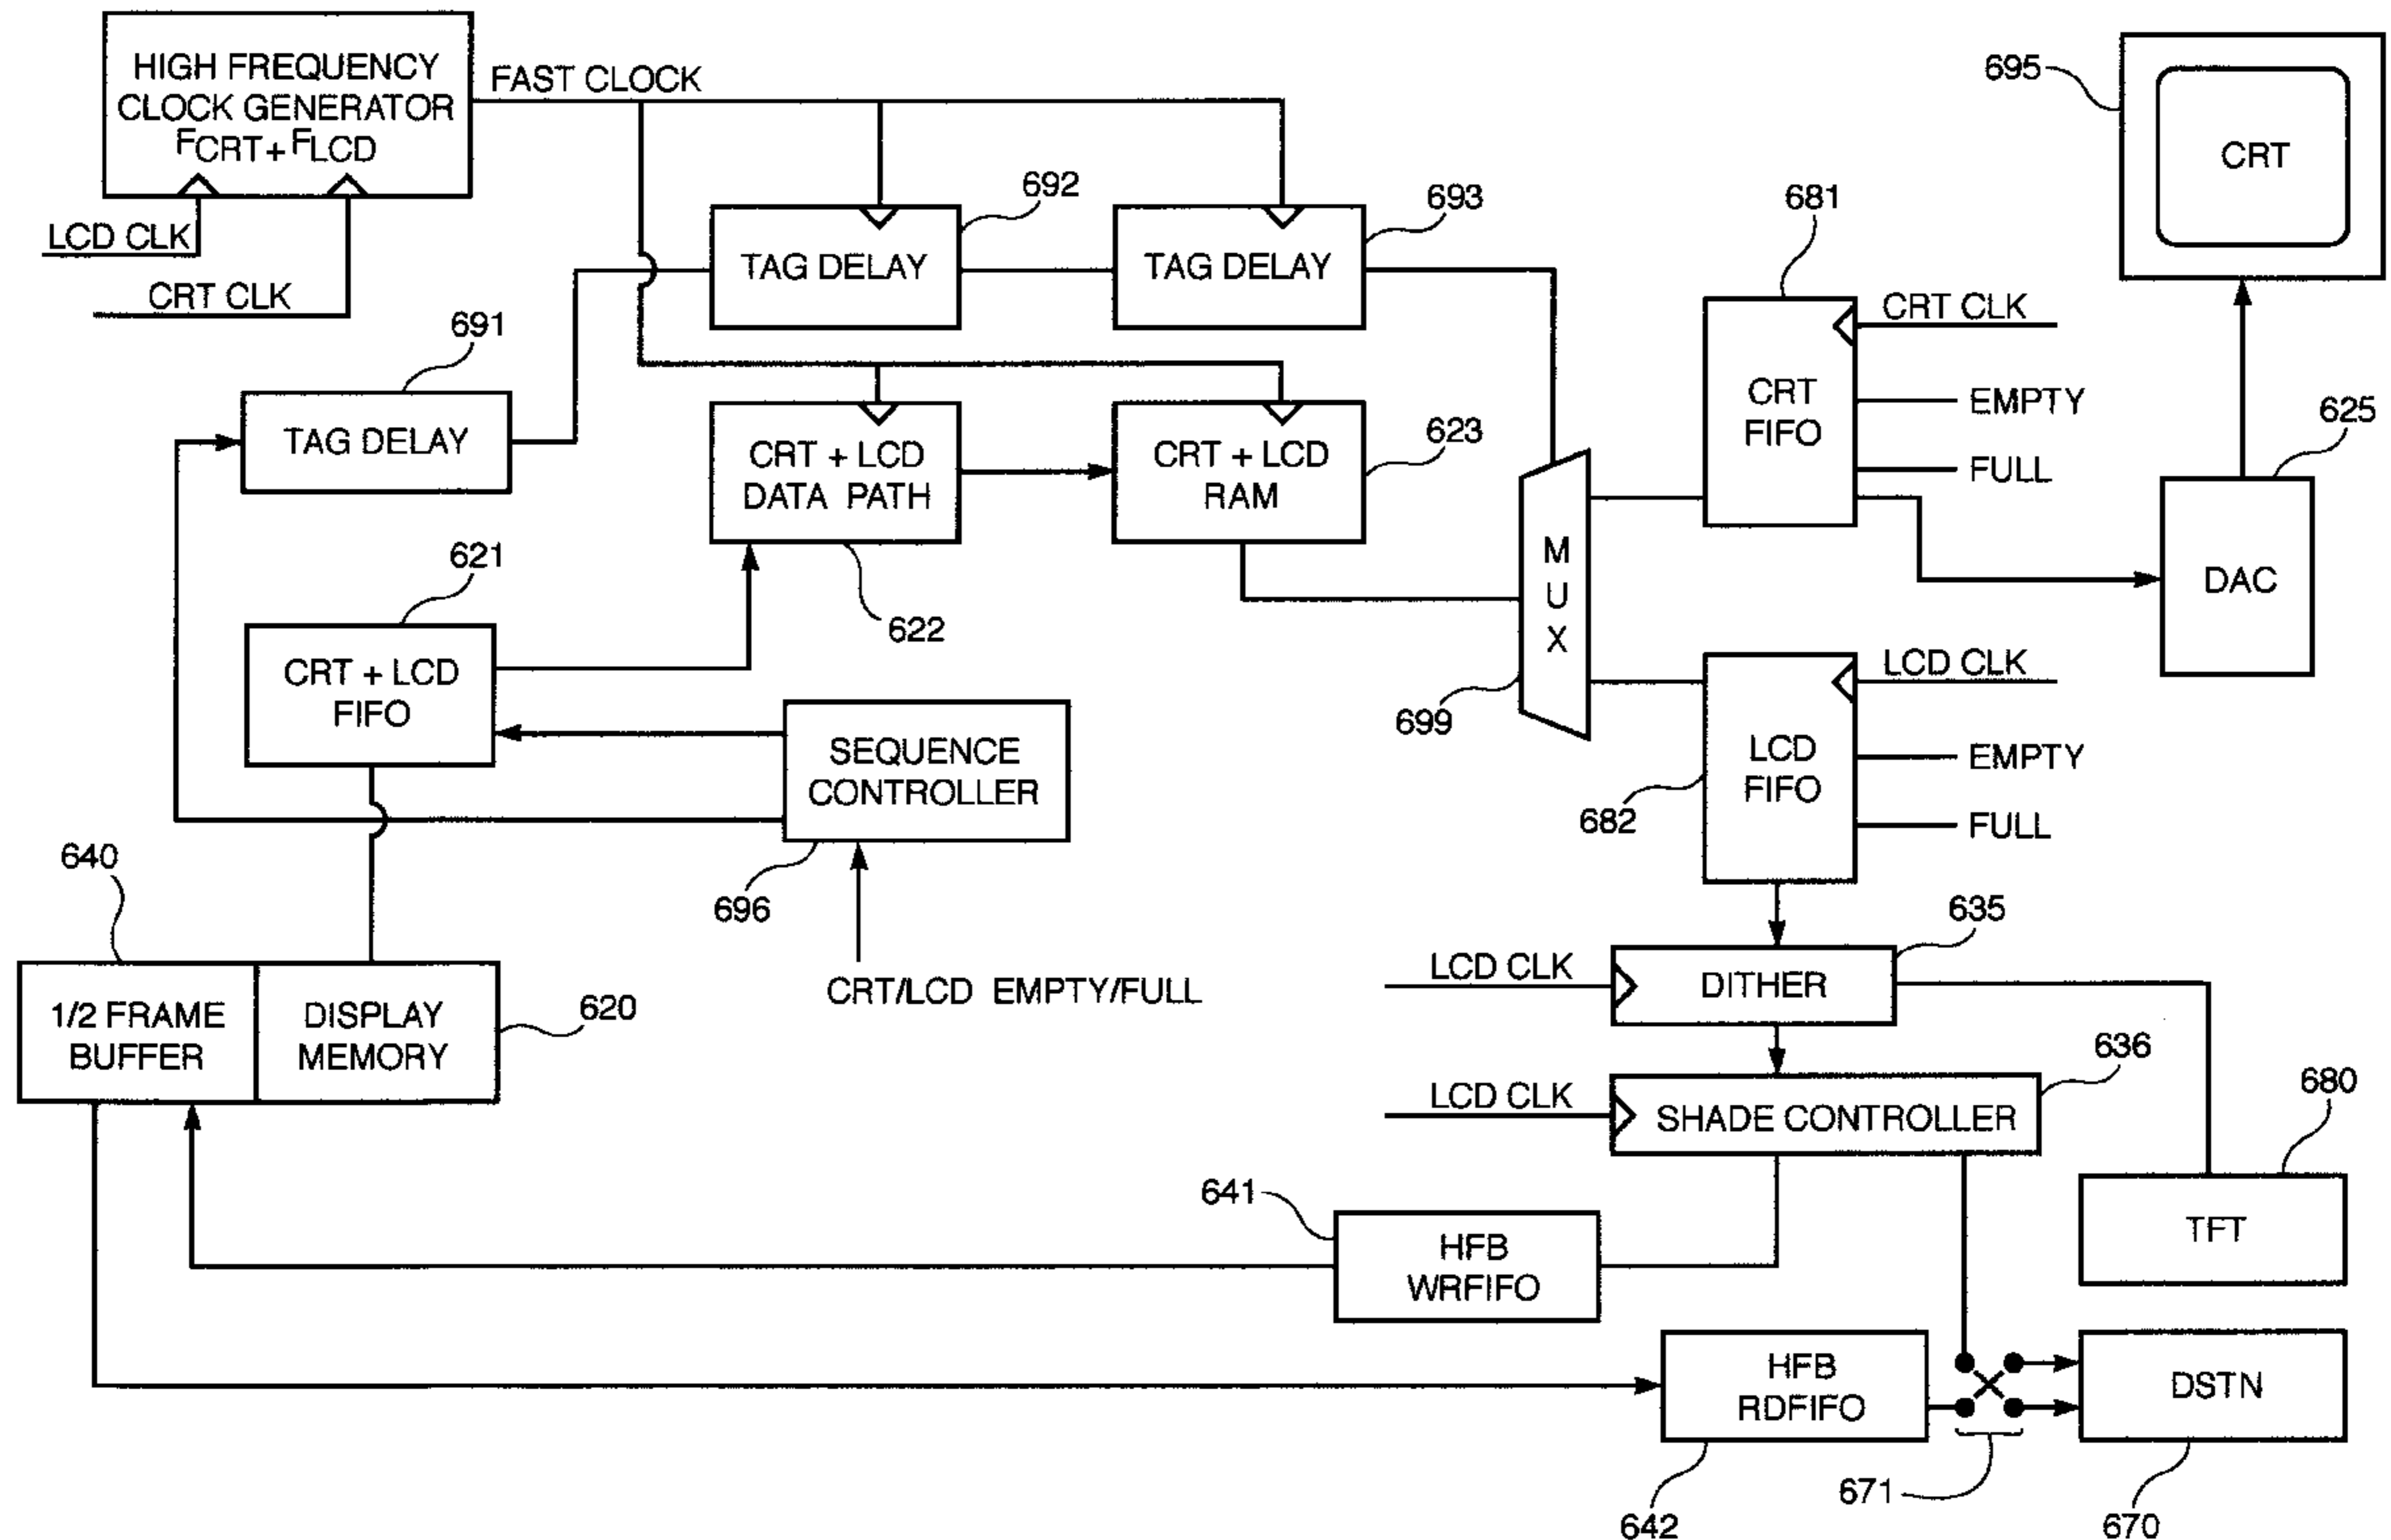 HIGH FREQUENCY
CLOCK GENERATOR
FCRT + FLCD
FAST CLOCK
LCD CLK
CRT CLK
695
CRT
692
693
681
TAG DELAY
TAG DELAY
CRT CLK
CRT
FIFO
EMPTY
FULL
691
TAG DELAY
625
DAC
CRT + LCD
DATA PATH
CRT + LCD
RAM
623
622
M
U
X
699
621
CRT + LCD
FIFO
SEQUENCE
CONTROLLER
696
CRT/LCD EMPTY/FULL
LCD CLK
LCD
FIFO
EMPTY
FULL
682
640
1/2 FRAME
BUFFER
DISPLAY
MEMORY
620
635
LCD CLK
DITHER
636
LCD CLK
SHADE CONTROLLER
680
TFT
641
HFB
WRFIFO
HFB
RDFIFO
642
671
DSTN
670